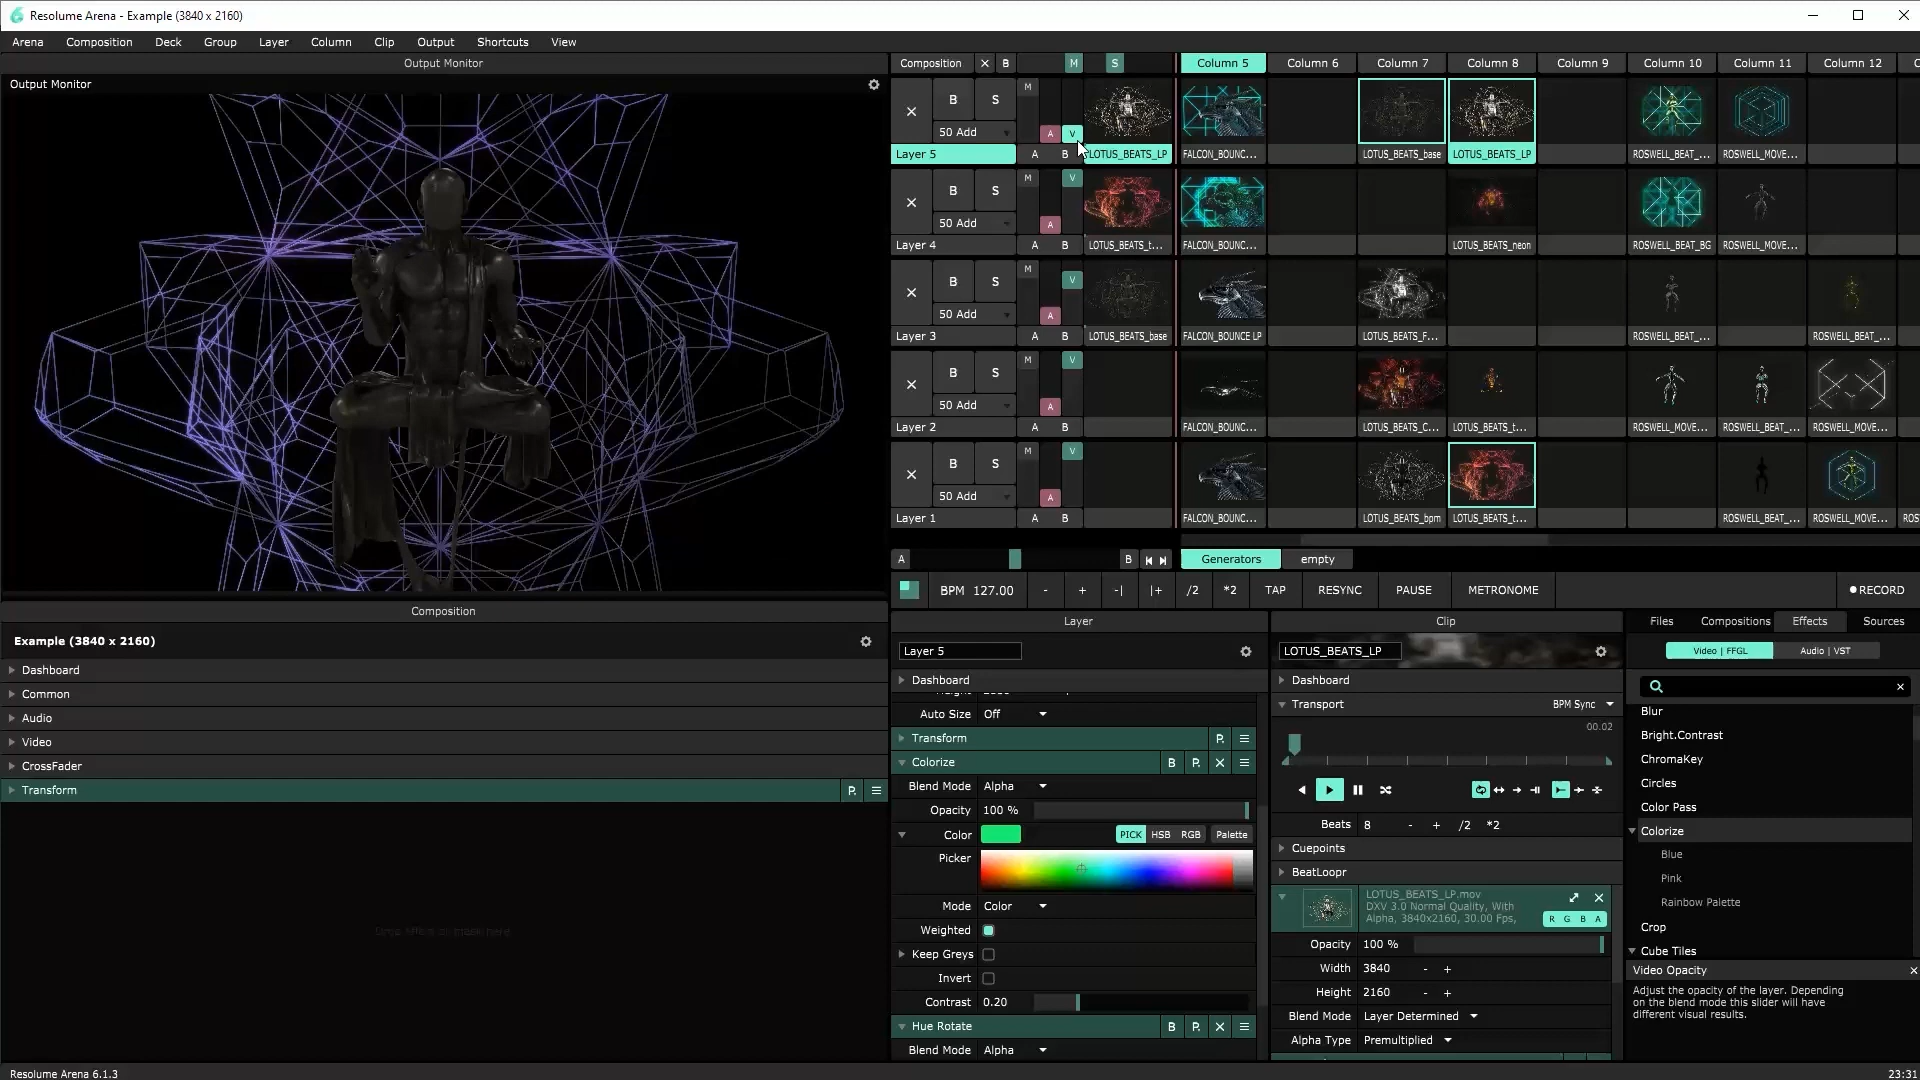 Resolume Arena - Example (3840 x 2160)
Arena Composition Deck Group Layer Column Clip Output Shortcuts View
Output Monitor
Output Monitor
Composition
Example (3840 x 2160)
Dashboard
Common
Audio
Video
CrossFader
Transform P.
Composition X B M S Column 5 Column 6 Column 7 Column 8 Column 9 Column 10 Column 11 Column 12
B S M
50 Add A V
Layer 5 A B LOTUS_BEATS_LP FALCON_BOUNC... LOTUS_BEATS_base LOTUS_BEATS_LP ROSWELL_BEAT_... ROSWELL_MOVE...
B S M V
50 Add A
Layer 4 A B LOTUS_BEATS_t... FALCON_BOUNC... LOTUS_BEATS_neon ROSWELL_BEAT_BG ROSWELL_MOVE...
B S M V
50 Add A
Layer 3 A B LOTUS_BEATS_base FALCON_BOUNCE LP LOTUS_BEATS_F... ROSWELL_BEAT_... ROSWELL_BEAT_...
B S M V
50 Add A
Layer 2 A B FALCON_BOUNC... LOTUS_BEATS_C... LOTUS_BEATS_t... ROSWELL_MOVE... ROSWELL_BEAT_... ROSWELL_MOVE...
B S M V
50 Add A
Layer 1 A B FALCON_BOUNC... LOTUS_BEATS_bpm LOTUS_BEATS_t... ROSWELL_BEAT_... ROSWELL_MOVE... ROS
A B Generators empty
BPM 127.00 - + -| |+ /2 *2 TAP RESYNC PAUSE METRONOME RECORD
Layer
Layer 5
Dashboard
Auto Size Off
Transform P.
Colorize B P. X
Blend Mode Alpha
Opacity 100 %
Color PICK HSB RGB Palette
Picker
Mode Color
Weighted
Keep Greys
Invert
Contrast 0.20
Hue Rotate B P. X
Blend Mode Alpha
Clip
LOTUS_BEATS_LP
Dashboard
Transport BPM Sync
00.02
Beats 8 - + /2 *2
Cuepoints
BeatLoopr
LOTUS_BEATS_LP.mov
DXV 3.0 Normal Quality, With
Alpha, 3840x2160, 30.00 Fps,
R G B A
Opacity 100 %
Width 3840 - +
Height 2160 - +
Blend Mode Layer Determined
Alpha Type Premultiplied
Files Compositions Effects Sources
Video | FFGL Audio | VST
Blur
Bright.Contrast
ChromaKey
Circles
Color Pass
Colorize
Blue
Pink
Rainbow Palette
Crop
Cube Tiles
Video Opacity
Adjust the opacity of the layer. Depending
on the blend mode this slider will have
different visual results.
Resolume Arena 6.1.3 23:31